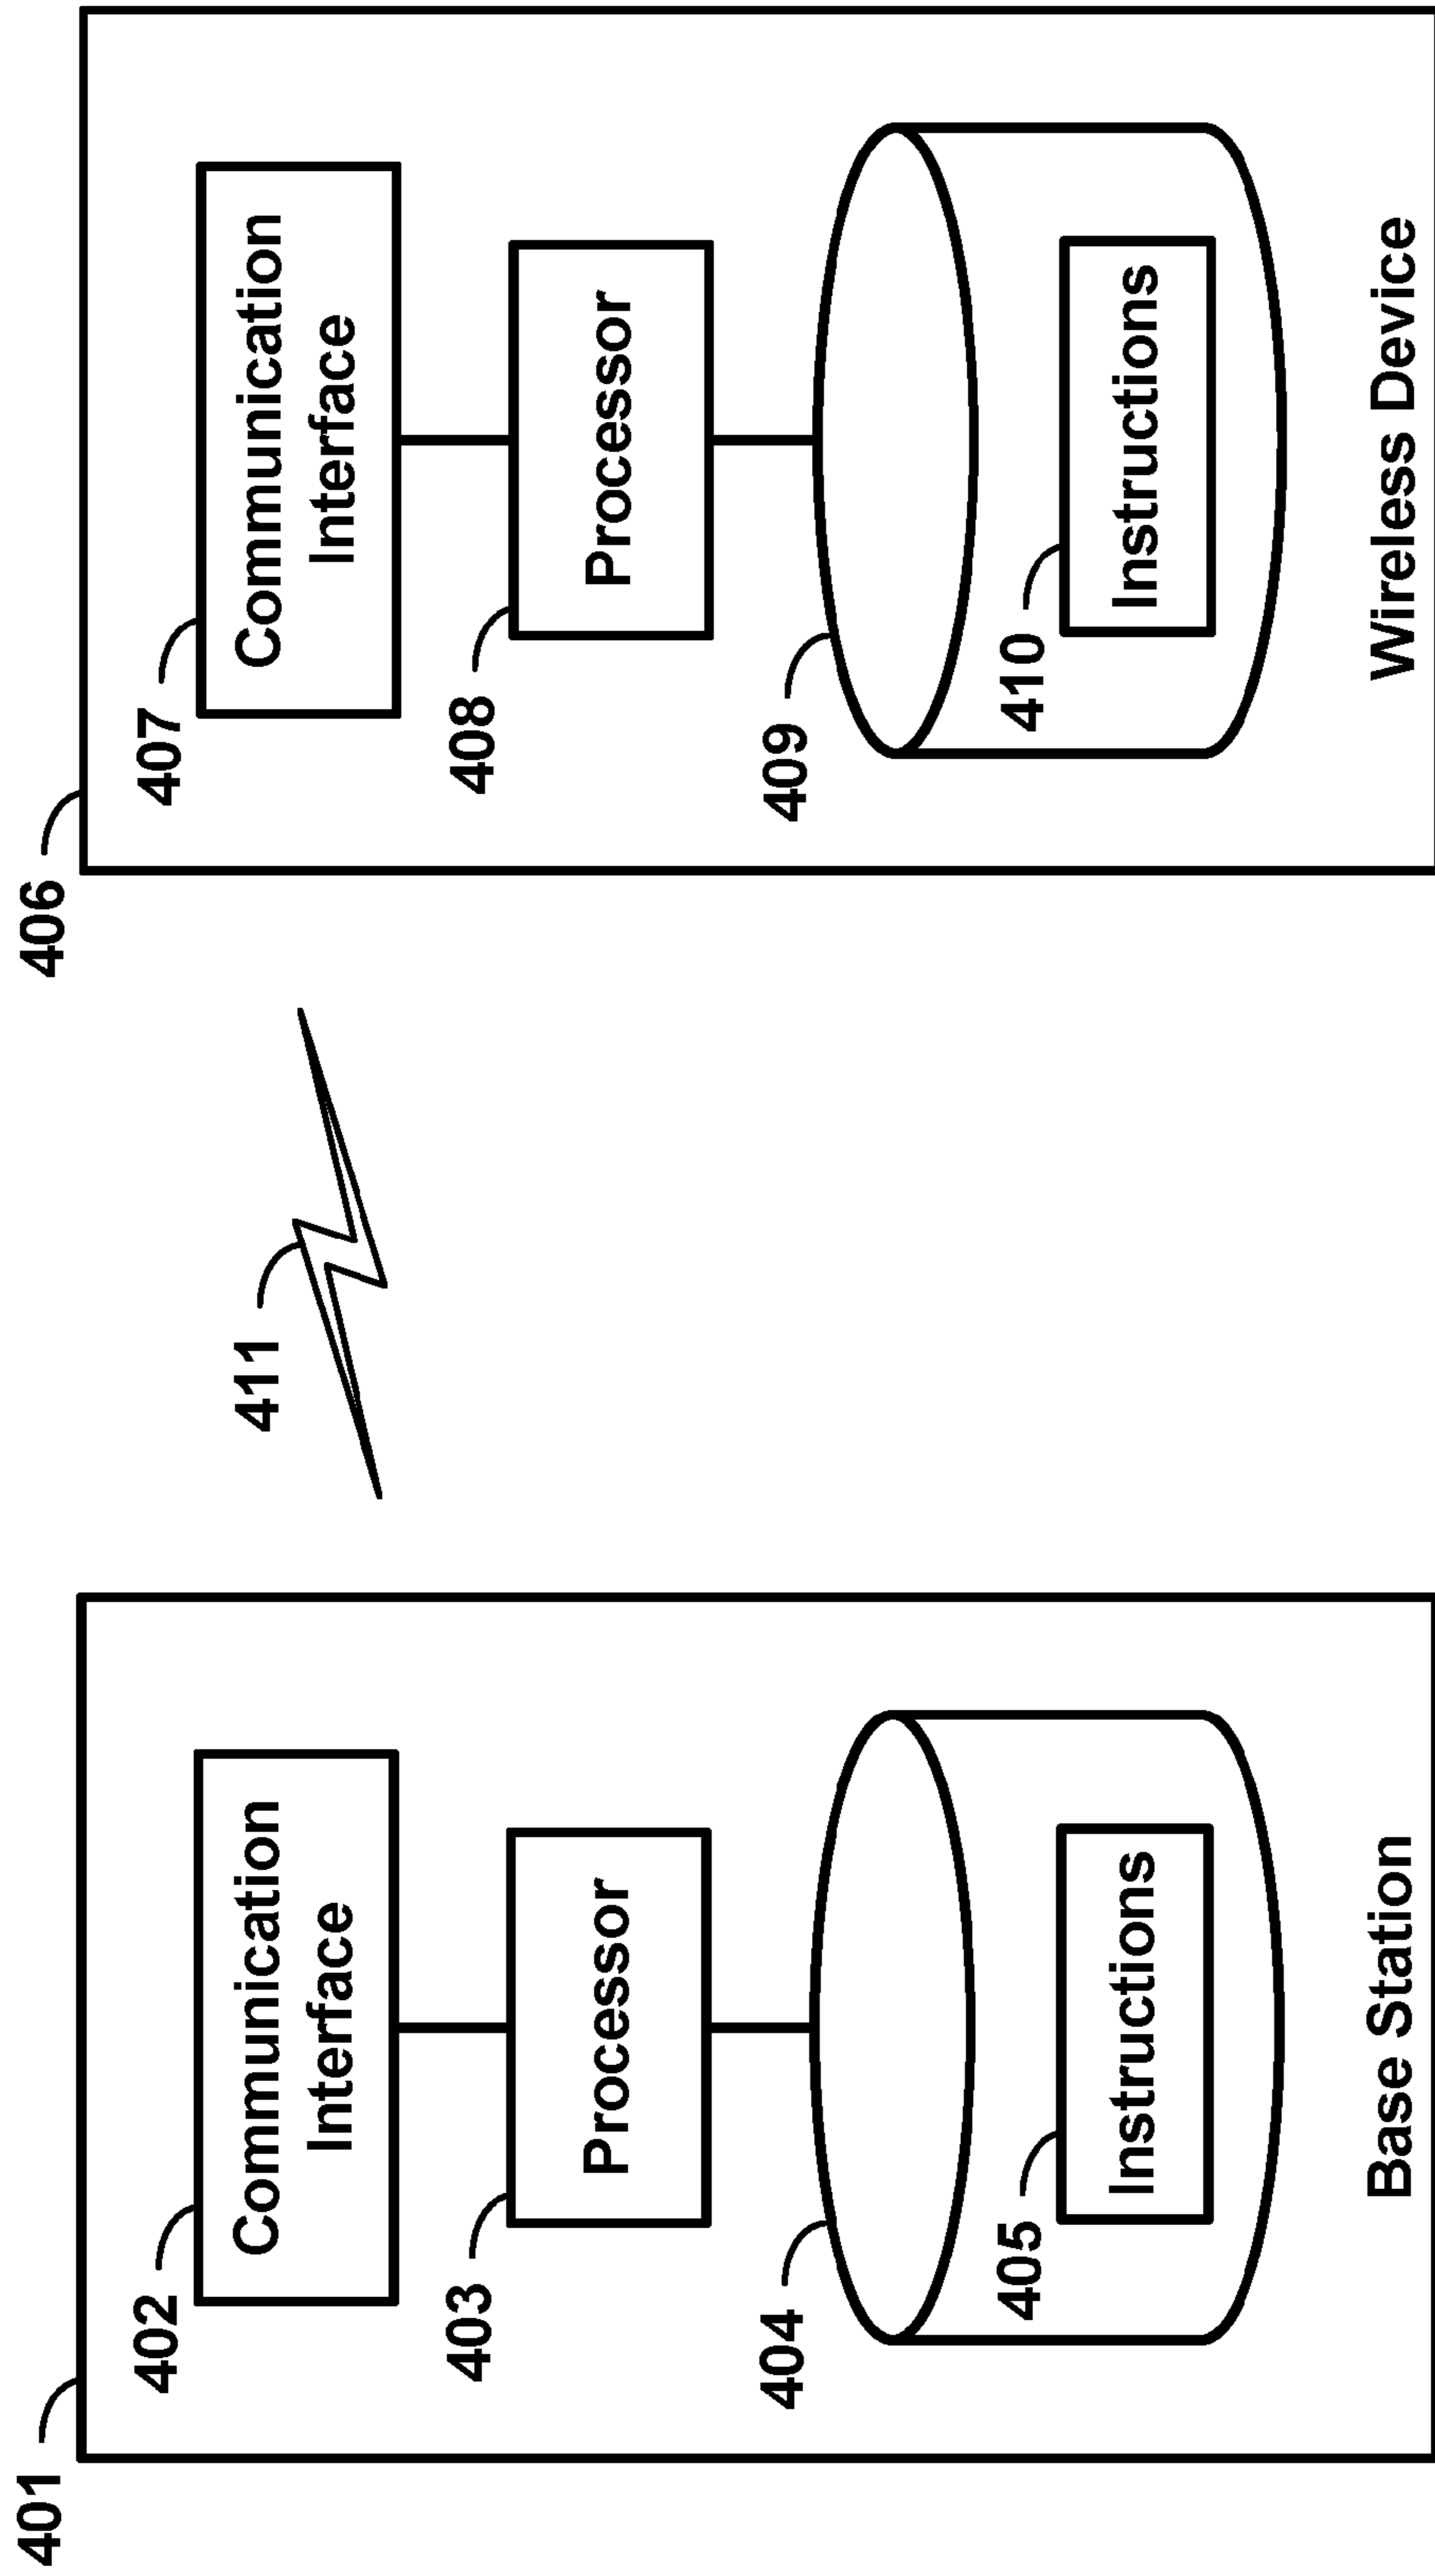 401
402
Communication
Interface
403
Processor
404
405
Instructions
Base Station
411
406
407
Communication
Interface
408
Processor
409
410
Instructions
Wireless Device